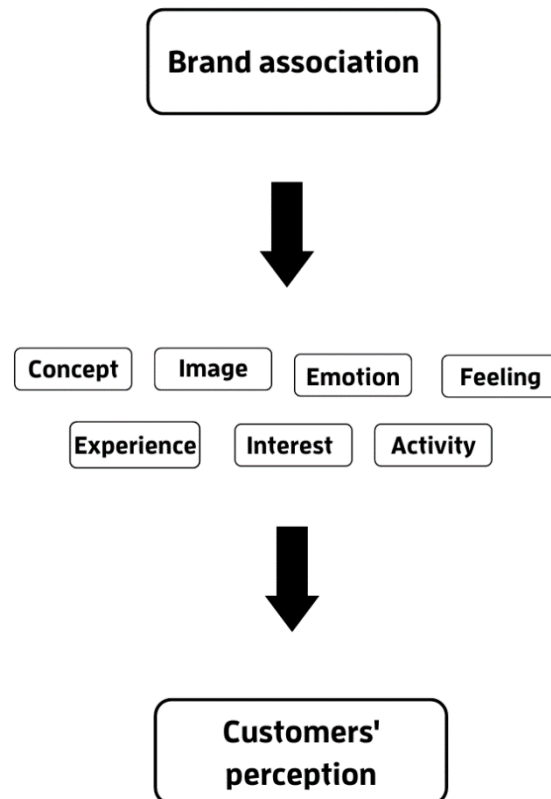 Brand association
Concept
Image
Emotion
Feeling
Experience
Interest
Activity
Customers'
perception